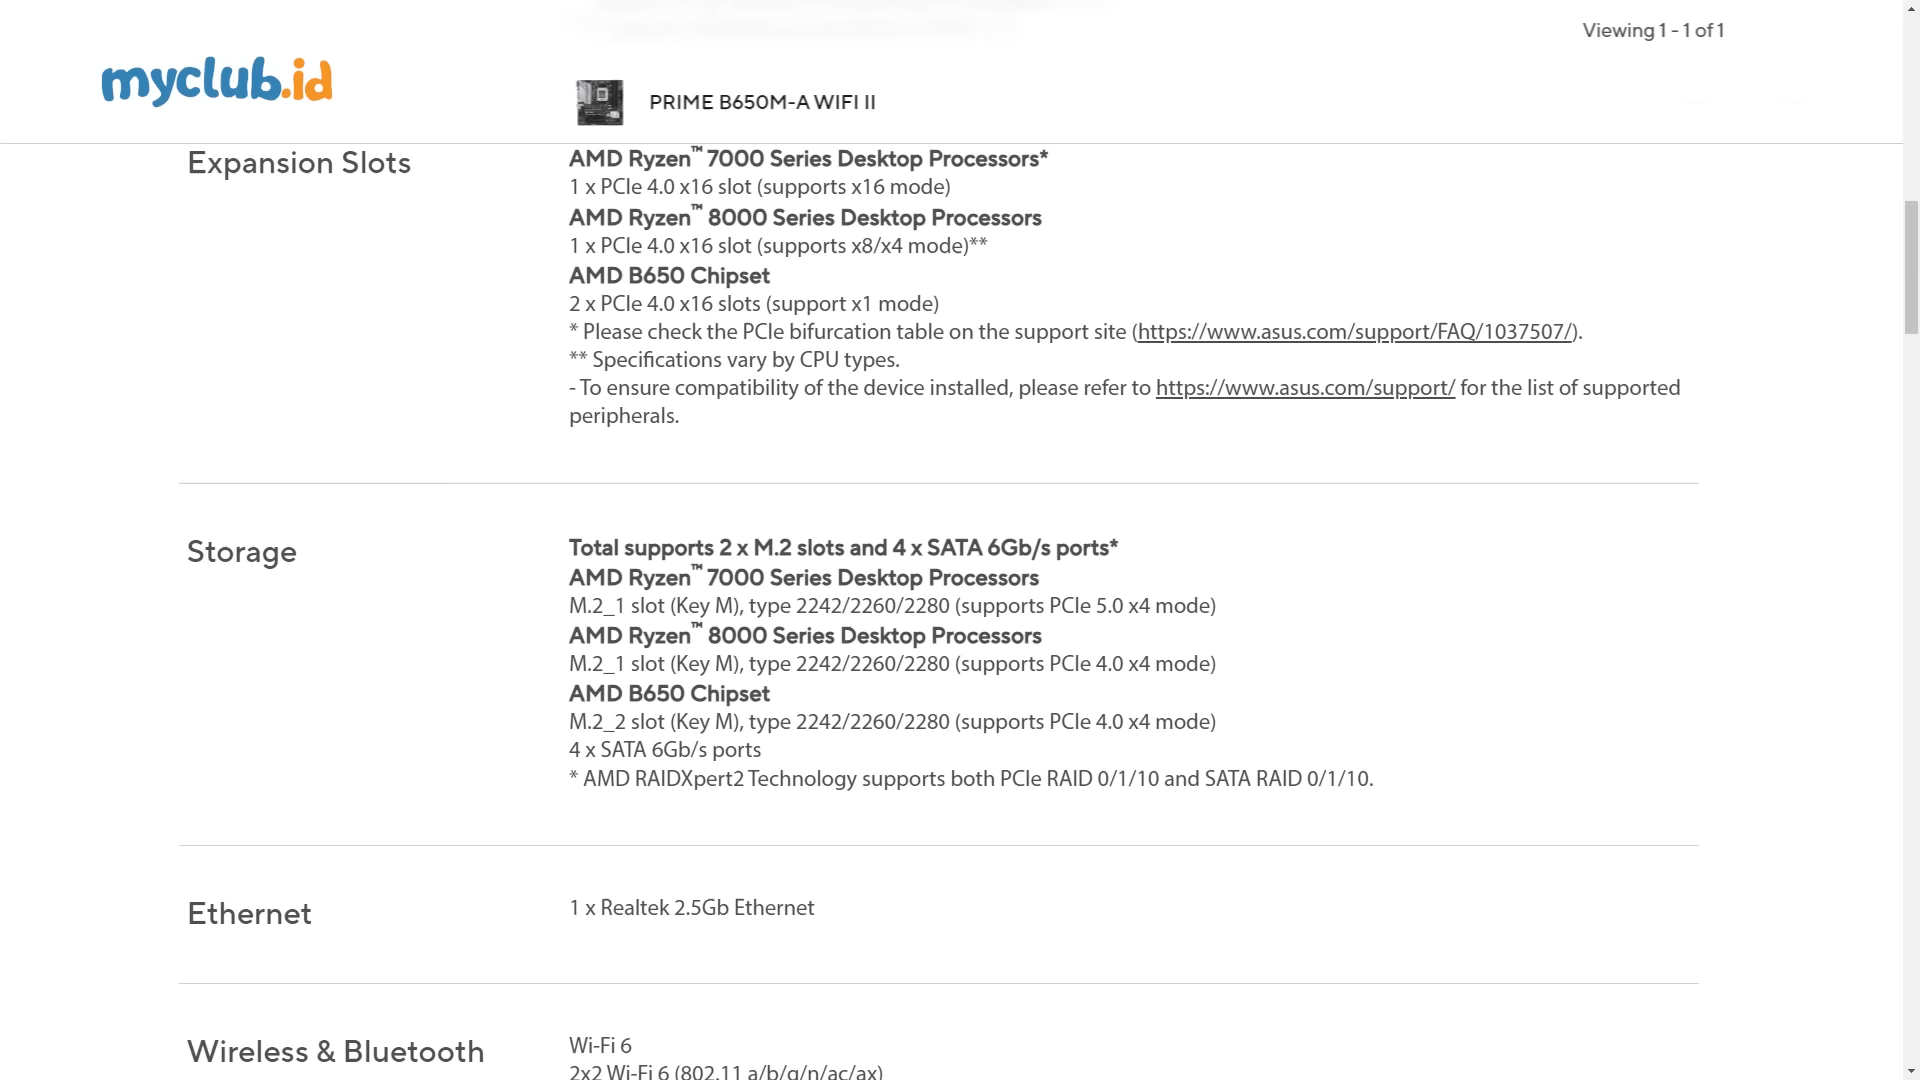 Viewing 1 - 1 of 1
myclub.id
PRIME B650M-A WIFI II
Expansion Slots
AMD Ryzen™ 7000 Series Desktop Processors*
1 x PCIe 4.0 x16 slot (supports x16 mode)
AMD Ryzen™ 8000 Series Desktop Processors
1 x PCIe 4.0 x16 slot (supports x8/x4 mode)**
AMD B650 Chipset
2 x PCIe 4.0 x16 slots (support x1 mode)
* Please check the PCIe bifurcation table on the support site (https://www.asus.com/support/FAQ/1037507/).
** Specifications vary by CPU types.
- To ensure compatibility of the device installed, please refer to https://www.asus.com/support/ for the list of supported
peripherals.
Storage
Total supports 2 x M.2 slots and 4 x SATA 6Gb/s ports*
AMD Ryzen™ 7000 Series Desktop Processors
M.2_1 slot (Key M), type 2242/2260/2280 (supports PCIe 5.0 x4 mode)
AMD Ryzen™ 8000 Series Desktop Processors
M.2_1 slot (Key M), type 2242/2260/2280 (supports PCIe 4.0 x4 mode)
AMD B650 Chipset
M.2_2 slot (Key M), type 2242/2260/2280 (supports PCIe 4.0 x4 mode)
4 x SATA 6Gb/s ports
* AMD RAIDXpert2 Technology supports both PCIe RAID 0/1/10 and SATA RAID 0/1/10.
Ethernet
1 x Realtek 2.5Gb Ethernet
Wireless & Bluetooth
Wi-Fi 6
2x2 Wi-Fi 6 (802.11 a/b/g/n/ac/ax)